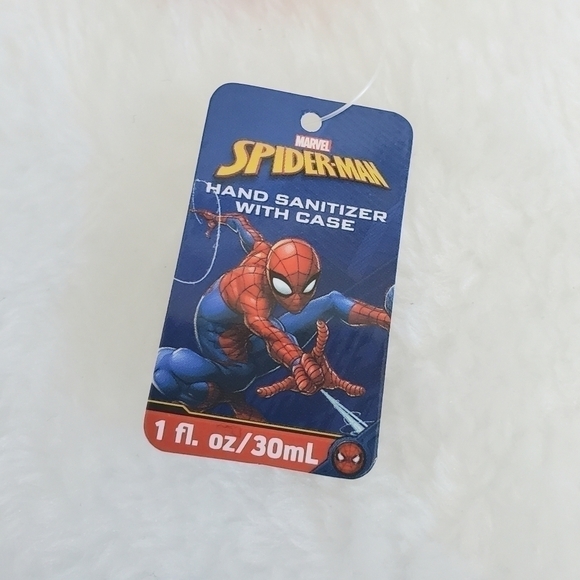 MARVEL
SPIDER-MAN
HAND SANITIZER
WITH CASE
1 fl. oz/30mL